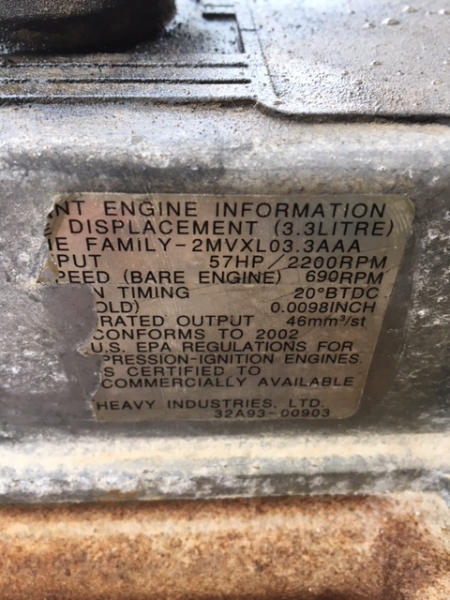 NT ENGINE INFORMATION
DISPLACEMENT (3.3LITRE)
E FAMILY-2MVXL03.3AAA
PUT 57HP/2200RPM
PEED (BARE ENGINE) 690RPM
N TIMING 20°BTDC
OLD) 0.0098INCH
RATED OUTPUT 46mm³/st
CONFORMS TO 2002
U.S. EPA REGULATIONS FOR
PRESSION-IGNITION ENGINES.
S CERTIFIED TO
COMMERCIALLY AVAILABLE
HEAVY INDUSTRIES, LTD.
32A93-00903